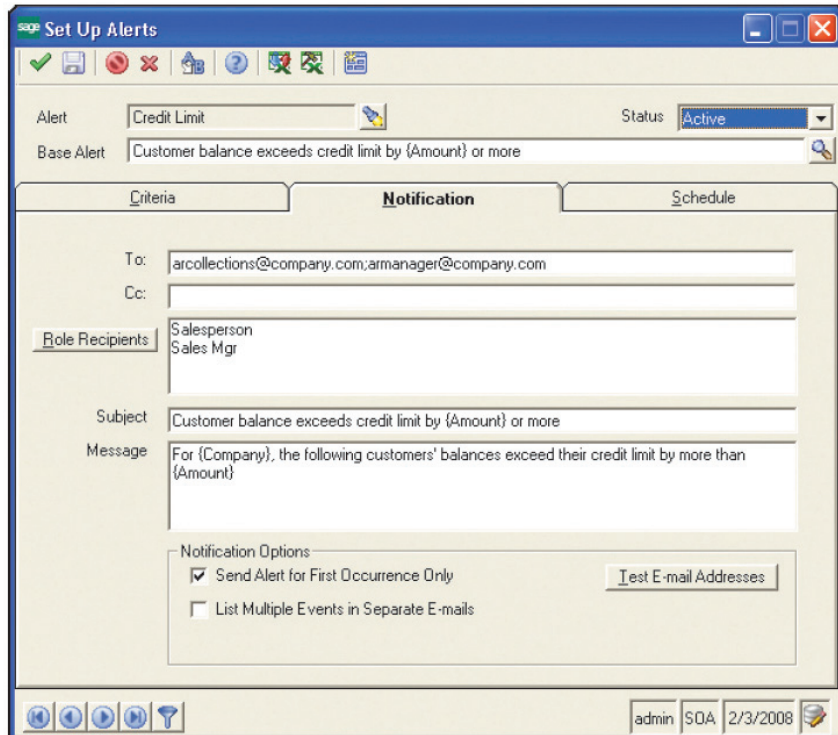 sage Set Up Alerts
Alert Credit Limit Status Active
Base Alert Customer balance exceeds credit limit by {Amount} or more
Criteria Notification Schedule
To: arcollections@company.com;armanager@company.com
Cc:
Role Recipients
Salesperson
Sales Mgr
Subject Customer balance exceeds credit limit by {Amount} or more
Message For {Company}, the following customers' balances exceed their credit limit by more than
{Amount}
Notification Options
Send Alert for First Occurrence Only
Test E-mail Addresses
List Multiple Events in Separate E-mails
admin SOA 2/3/2008